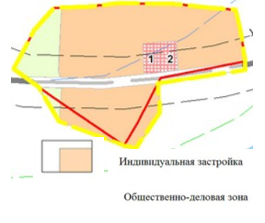 1 2
Индивидуальная застройка
Общественно-деловая зона